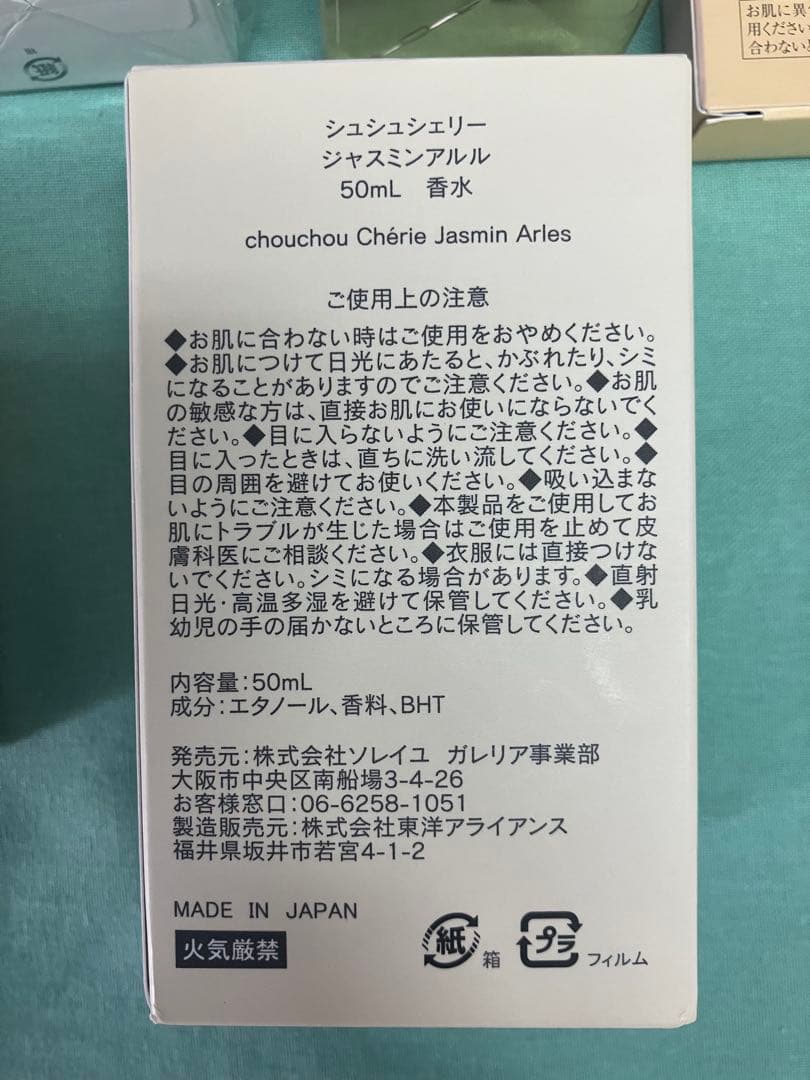 紙
お肌に異
用ください
合わない
シュシュシェリー
ジャスミンアルル
50mL 香水
chouchou Chérie Jasmin Arles
ご使用上の注意
◆お肌に合わない時はご使用をおやめください。
◆お肌につけて日光にあたると、かぶれたり、シミ
になることがありますのでご注意ください。◆お肌
の敏感な方は、直接お肌にお使いにならないでく
ださい。◆目に入らないようにご注意ください。◆
目に入ったときは、直ちに洗い流してください。◆
目の周囲を避けてお使いください。◆吸い込まな
いようにご注意ください。◆本製品をご使用してお
肌にトラブルが生じた場合はご使用を止めて皮
膚科医にご相談ください。◆衣服には直接つけな
いでください。シミになる場合があります。◆直射
日光・高温多湿を避けて保管してください。◆乳
幼児の手の届かないところに保管してください。
内容量：50mL
成分：エタノール、香料、BHT
発売元：株式会社ソレイユ ガレリア事業部
大阪市中央区南船場3-4-26
お客様窓口：06-6258-1051
製造販売元：株式会社東洋アライアンス
福井県坂井市若宮4-1-2
MADE IN JAPAN
火気厳禁
紙 箱 プラ フィルム